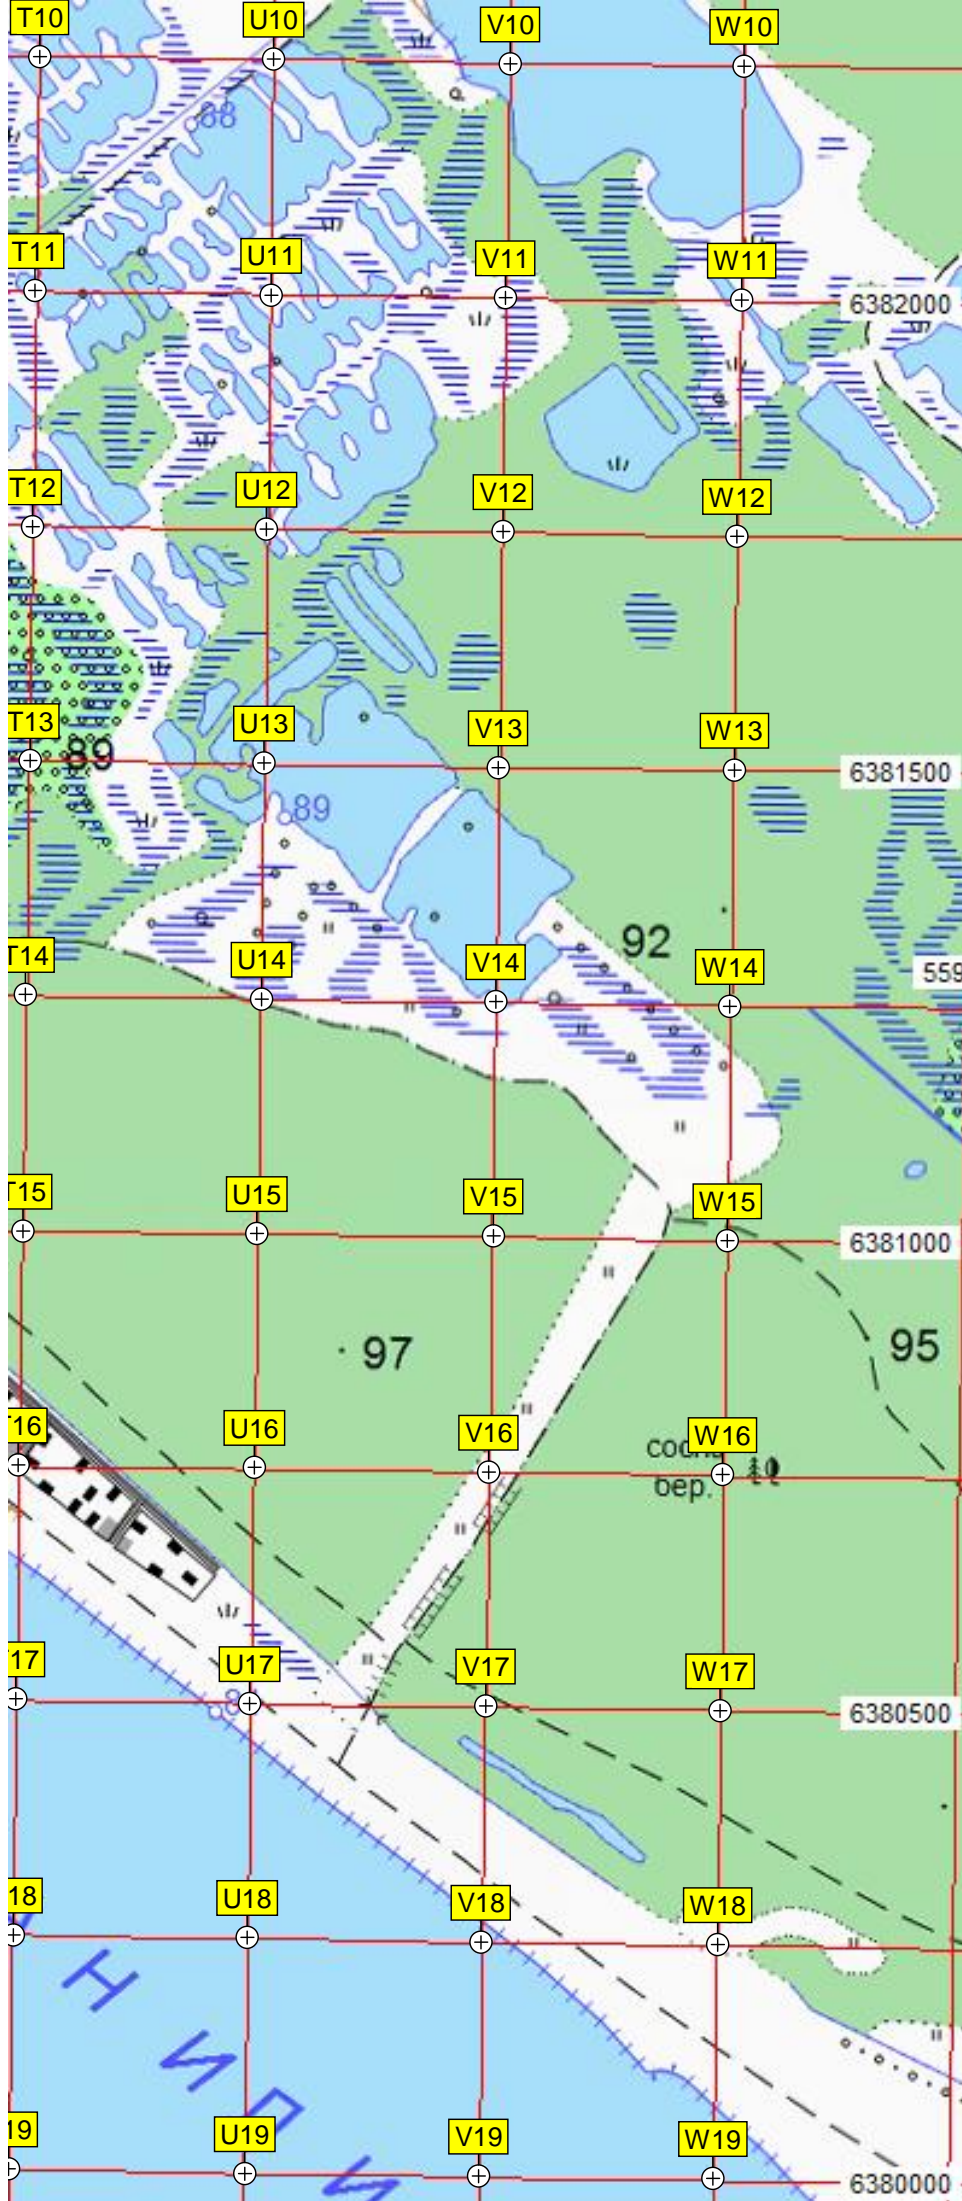 T10 U10 V10 W10
88
T11 U11 V11 W11
6382000
T12 U12 V12 W12
T13 U13 V13 W13
89
6381500
89
92
T14 U14 V14 W14
559
T15 U15 V15 W15
6381000
97
95
T16 U16 V16 W16
бер.
17 U17 V17 W17
8
6380500
18 U18 V18 W18
Н И П И
19 U19 V19 W19
6380000